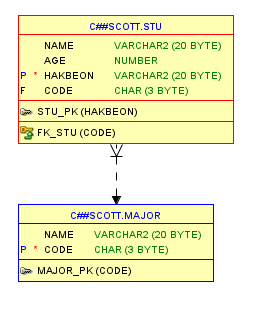 C##SCOTT.STU
NAME VARCHAR2 (20 BYTE)
AGE NUMBER
P * HAKBEON VARCHAR2 (20 BYTE)
F CODE CHAR (3 BYTE)
STU_PK (HAKBEON)
FK_STU (CODE)
C##SCOTT.MAJOR
NAME VARCHAR2 (20 BYTE)
P * CODE CHAR (3 BYTE)
MAJOR_PK (CODE)